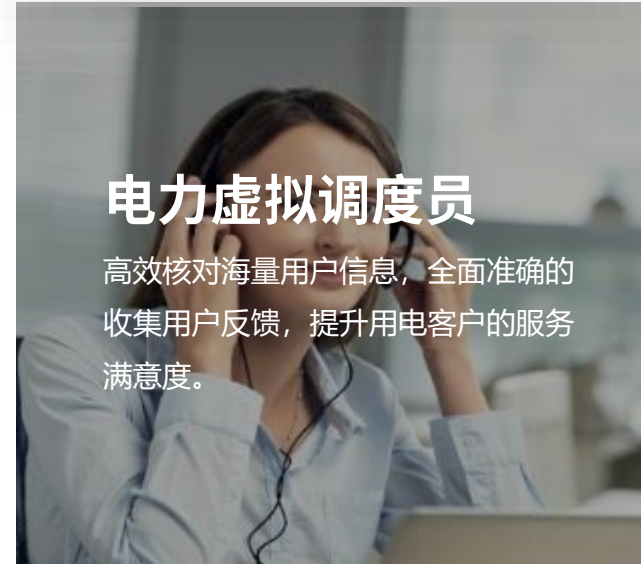 电力虚拟调度员
高效核对海量用户信息，全面准确的
收集用户反馈，提升用电客户的服务
满意度。